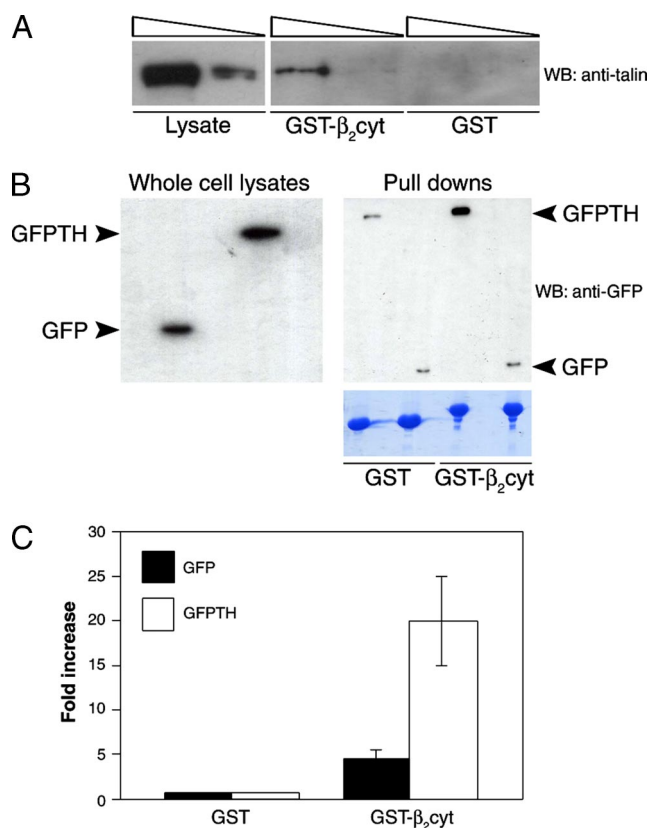 A
WB: anti-talin
Lysate GST-β₂cyt GST
B
Whole cell lysates Pull downs
GFPTH GFPTH
WB: anti-GFP
GFP GFP
GST GST-β₂cyt
C
30
25
20
15
10
5
0
Fold increase
GFP
GFPTH
GST GST-β₂cyt